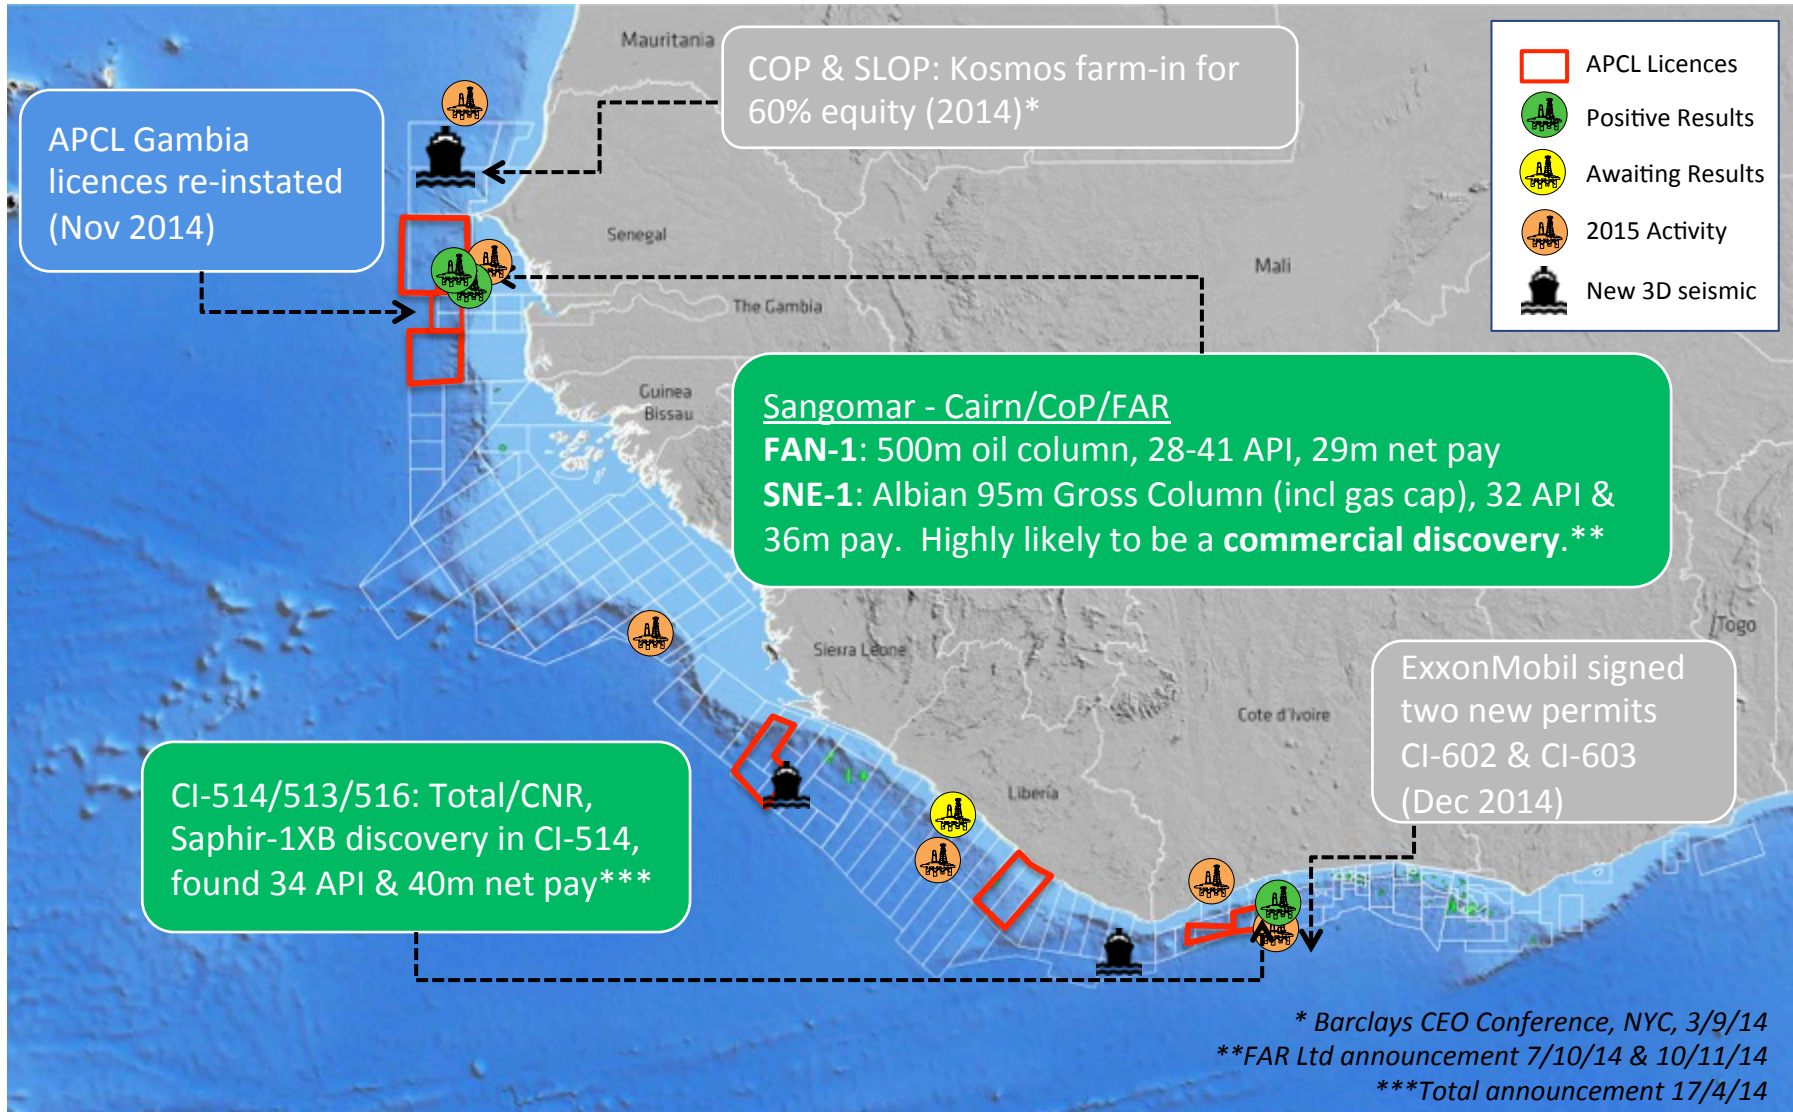 Mauritania
COP & SLOP: Kosmos farm-in for
60% equity (2014)*
APCL Licences
Positive Results
Awaiting Results
2015 Activity
New 3D seismic
APCL Gambia
licences re-instated
(Nov 2014)
Senegal
Mali
The Gambia
Guinea
Bissau
Sangomar - Cairn/CoP/FAR
FAN-1: 500m oil column, 28-41 API, 29m net pay
SNE-1: Albian 95m Gross Column (incl gas cap), 32 API &
36m pay. Highly likely to be a commercial discovery.**
Togo
Sierra Leone
Cote d'Ivoire
Liberia
ExxonMobil signed
two new permits
CI-602 & CI-603
(Dec 2014)
CI-514/513/516: Total/CNR,
Saphir-1XB discovery in CI-514,
found 34 API & 40m net pay***
* Barclays CEO Conference, NYC, 3/9/14
**FAR Ltd announcement 7/10/14 & 10/11/14
***Total announcement 17/4/14